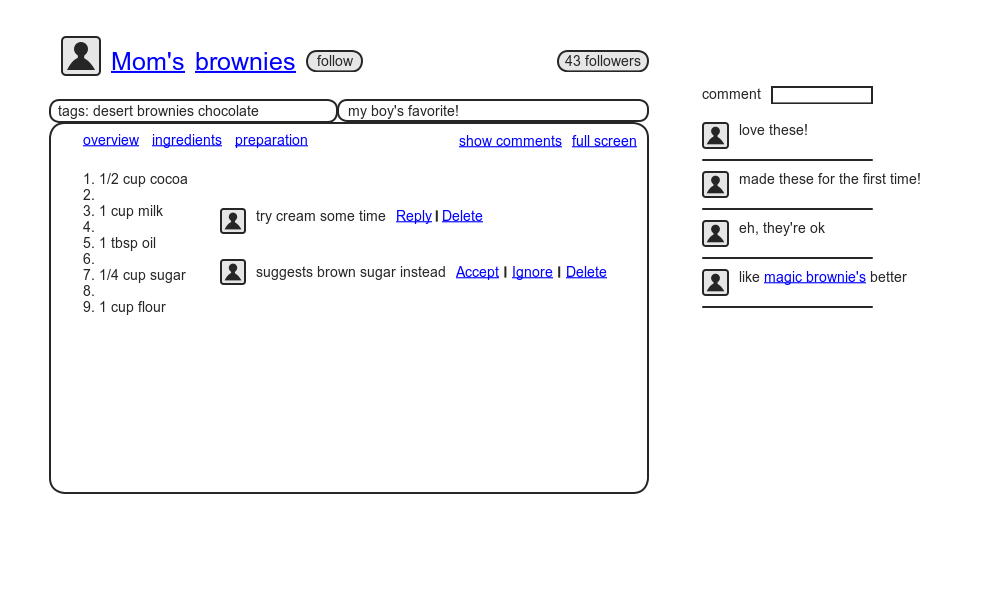 Mom's brownies follow 43 followers
tags: desert brownies chocolate my boy's favorite!
overview ingredients preparation show comments full screen
1. 1/2 cup cocoa
2.
3. 1 cup milk
4.
5. 1 tbsp oil
6.
7. 1/4 cup sugar
8.
9. 1 cup flour
try cream some time Reply | Delete
suggests brown sugar instead Accept | Ignore | Delete
comment
love these!
made these for the first time!
eh, they're ok
like magic brownie's better